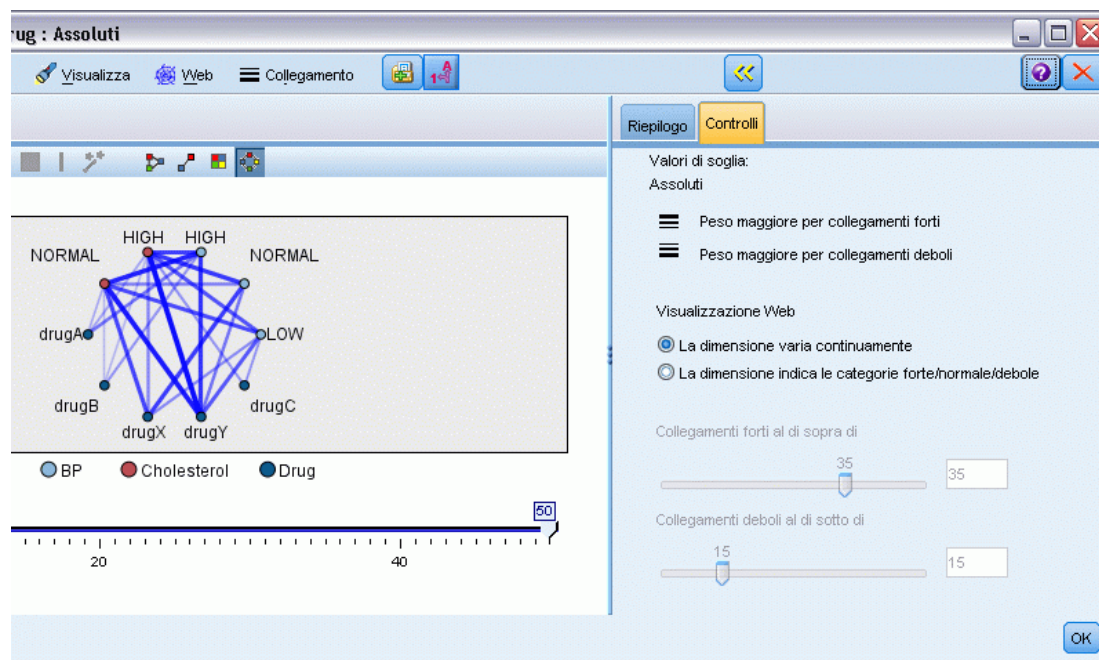 rug : Assoluti
Visualizza Web Collegamento
Riepilogo Controlli
Valori di soglia:
Assoluti
Peso maggiore per collegamenti forti
Peso maggiore per collegamenti deboli
Visualizzazione Web
La dimensione varia continuamente
La dimensione indica le categorie forte/normale/debole
Collegamenti forti al di sopra di
35
35
Collegamenti deboli al di sotto di
15
15
HIGH HIGH
NORMAL NORMAL
drugA LOW
drugB drugC
drugX drugY
BP Cholesterol Drug
50
20 40
OK